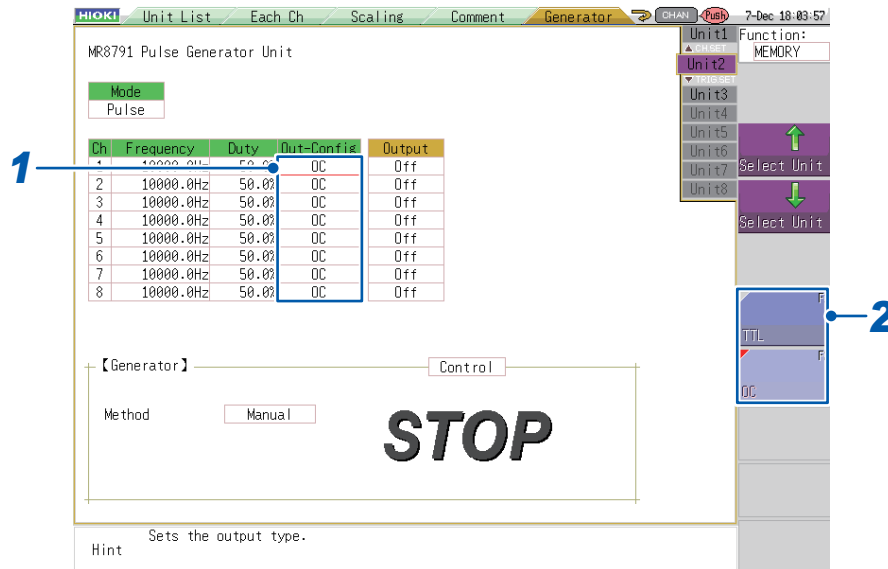 HIOKI Unit List Each Ch Scaling Comment Generator CHAN Push 7-Dec 18:03:57
Unit1 Function:
▲CH.SET MEMORY
MR8791 Pulse Generator Unit
Unit2
▼TRIG.SET
Mode
Unit3
Pulse
Unit4
Unit5
Unit6
Unit7 Select Unit
Unit8
Select Unit
Ch Frequency Duty Out-Config Output
1 1 10000.0Hz 50.0% OC Off
2 10000.0Hz 50.0% OC Off
3 10000.0Hz 50.0% OC Off
4 10000.0Hz 50.0% OC Off
5 10000.0Hz 50.0% OC Off
6 10000.0Hz 50.0% OC Off
7 10000.0Hz 50.0% OC Off
8 10000.0Hz 50.0% OC Off
F
2
TTL
F
OC
【Generator】 Control
Method Manual
STOP
Sets the output type.
Hint